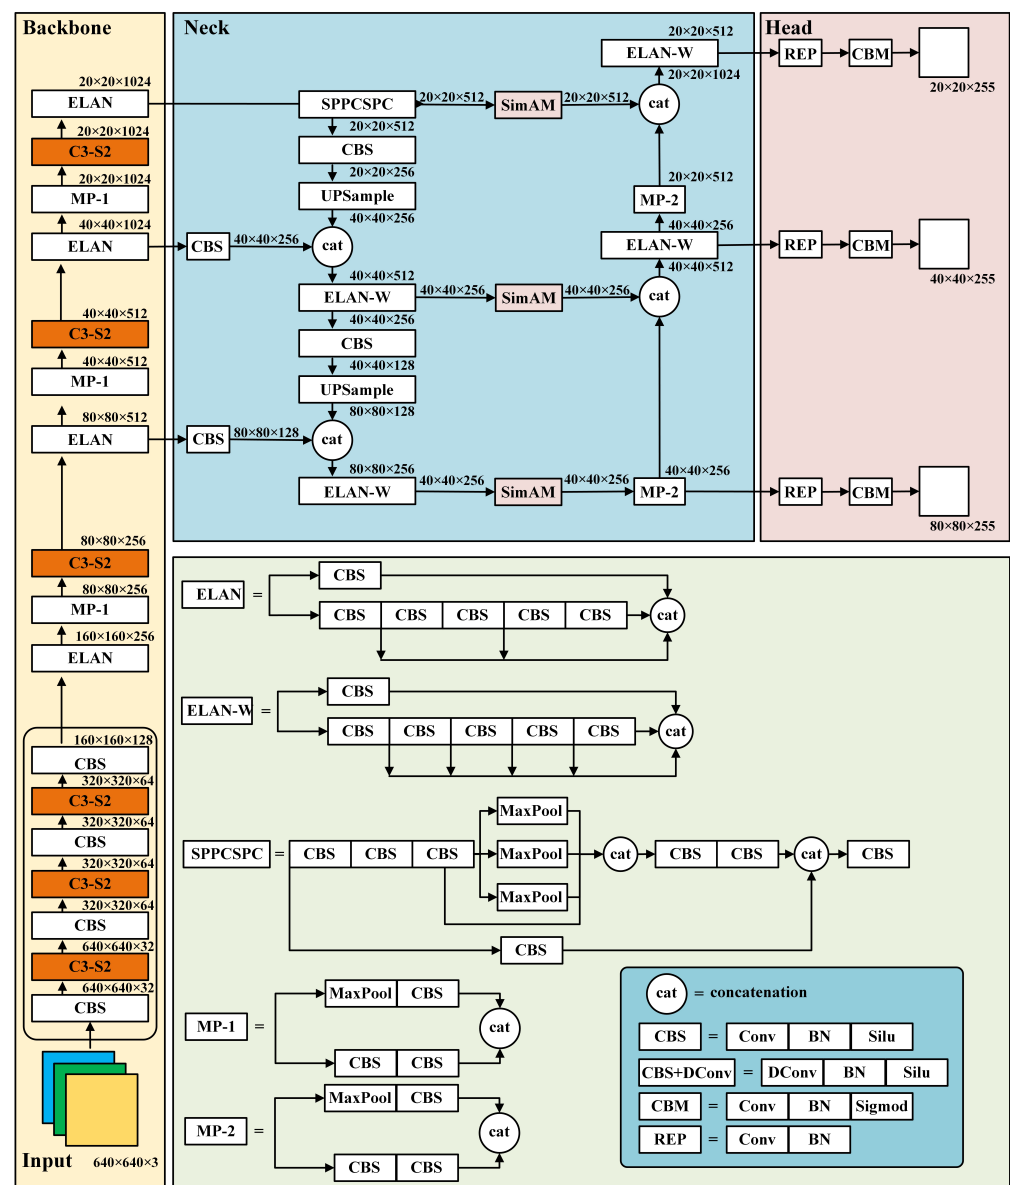 Backbone
20×20×1024
ELAN
20×20×1024
C3-S2
20×20×1024
MP-1
40×40×1024
ELAN
40×40×512
C3-S2
40×40×512
MP-1
80×80×512
ELAN
80×80×256
C3-S2
80×80×256
MP-1
160×160×256
ELAN
160×160×128
CBS
320×320×64
C3-S2
320×320×64
CBS
320×320×64
C3-S2
320×320×64
CBS
640×640×32
C3-S2
640×640×32
CBS
Input
640×640×3
Neck
SPPCSPC
20×20×512
SimAM
20×20×512
cat
20×20×1024
ELAN-W
20×20×512
20×20×512
CBS
20×20×256
UPSample
40×40×256
CBS
40×40×256
cat
40×40×512
ELAN-W
40×40×256
SimAM
40×40×256
cat
40×40×512
ELAN-W
40×40×256
MP-2
20×20×512
40×40×256
CBS
40×40×128
UPSample
80×80×128
CBS
80×80×128
cat
80×80×256
ELAN-W
40×40×256
SimAM
40×40×256
MP-2
40×40×256
Head
REP
CBM
20×20×255
REP
CBM
40×40×255
REP
CBM
80×80×255
ELAN =
CBS
CBS CBS CBS CBS CBS
cat
ELAN-W =
CBS
CBS CBS CBS CBS CBS
cat
SPPCSPC =
CBS CBS CBS
MaxPool
MaxPool
MaxPool
cat
CBS CBS
cat
CBS
CBS
MP-1 =
MaxPool CBS
CBS CBS
cat
MP-2 =
MaxPool CBS
CBS CBS
cat
cat = concatenation
CBS = Conv BN Silu
CBS+DConv = DConv BN Silu
CBM = Conv BN Sigmod
REP = Conv BN